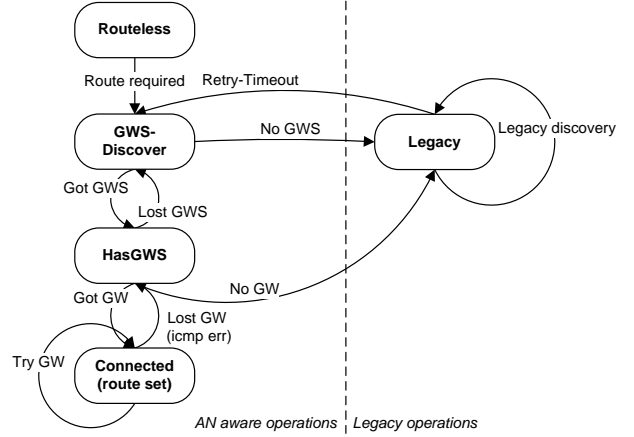 Routeless
Route required
Retry-Timeout
GWS-
Discover
No GWS
Legacy
Legacy discovery
Got GWS
Lost GWS
HasGWS
No GW
Got GW
Lost GW
(icmp err)
Try GW
Connected
(route set)
AN aware operations
Legacy operations